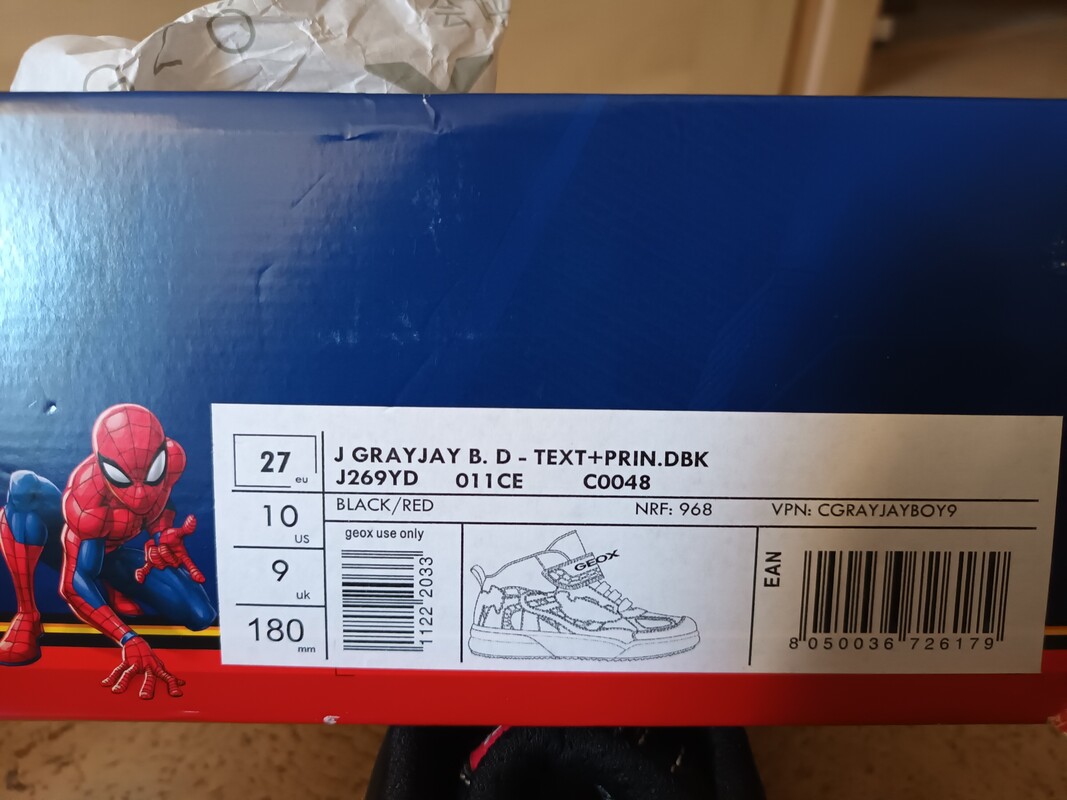 27
eu
10
US
9
uk
180
mm
J GRAYJAY B. D - TEXT+PRIN.DBK
J269YD 011CE C0048
BLACK/RED NRF: 968 VPN: CGRAYJAYBOY9
geox use only
1122 2033
GEOX
EAN
8 050036 726179